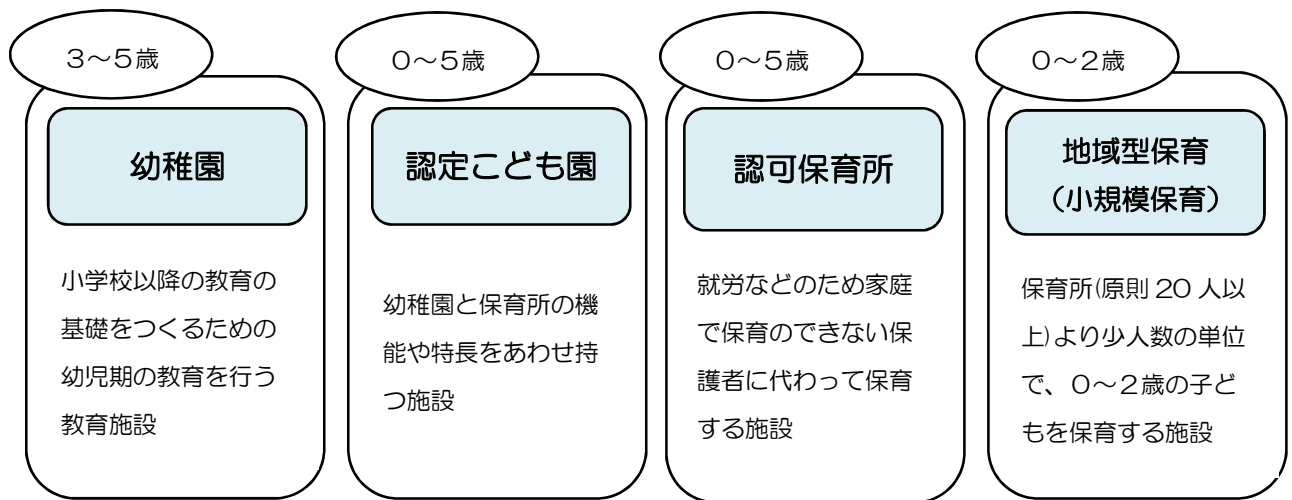 3～5歳
幼稚園
小学校以降の教育の
基礎をつくるための
幼児期の教育を行う
教育施設
0～5歳
認定こども園
幼稚園と保育所の機
能や特長をあわせ持
つ施設
0～5歳
認可保育所
就労などのため家庭
で保育のできない保
護者に代わって保育
する施設
0～2歳
地域型保育
（小規模保育）
保育所(原則 20 人以
上)より少人数の単位
で、0～2歳の子ど
もを保育する施設